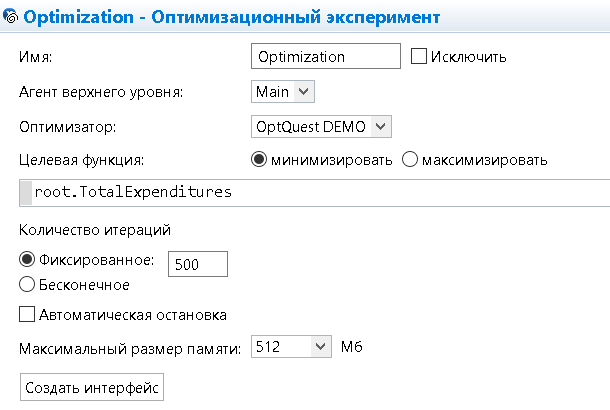 Optimization - Оптимизационный эксперимент
Имя: Optimization Исключить
Агент верхнего уровня: Main
Оптимизатор: OptQuest DEMO
Целевая функция: минимизировать максимизировать
root.TotalExpenditures
Количество итераций
Фиксированное: 500
Бесконечное
Автоматическая остановка
Максимальный размер памяти: 512 Мб
Создать интерфейс